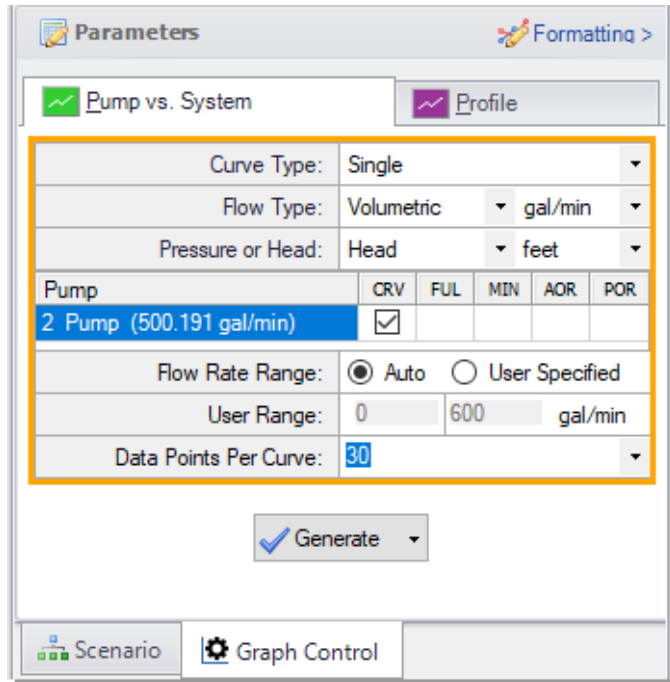 Parameters Formatting >
Pump vs. System Profile
Curve Type: Single
Flow Type: Volumetric gal/min
Pressure or Head: Head feet
Pump CRV FUL MIN AOR POR
2 Pump (500.191 gal/min)
Flow Rate Range: Auto User Specified
User Range: 0 600 gal/min
Data Points Per Curve: 30
Generate
Scenario Graph Control